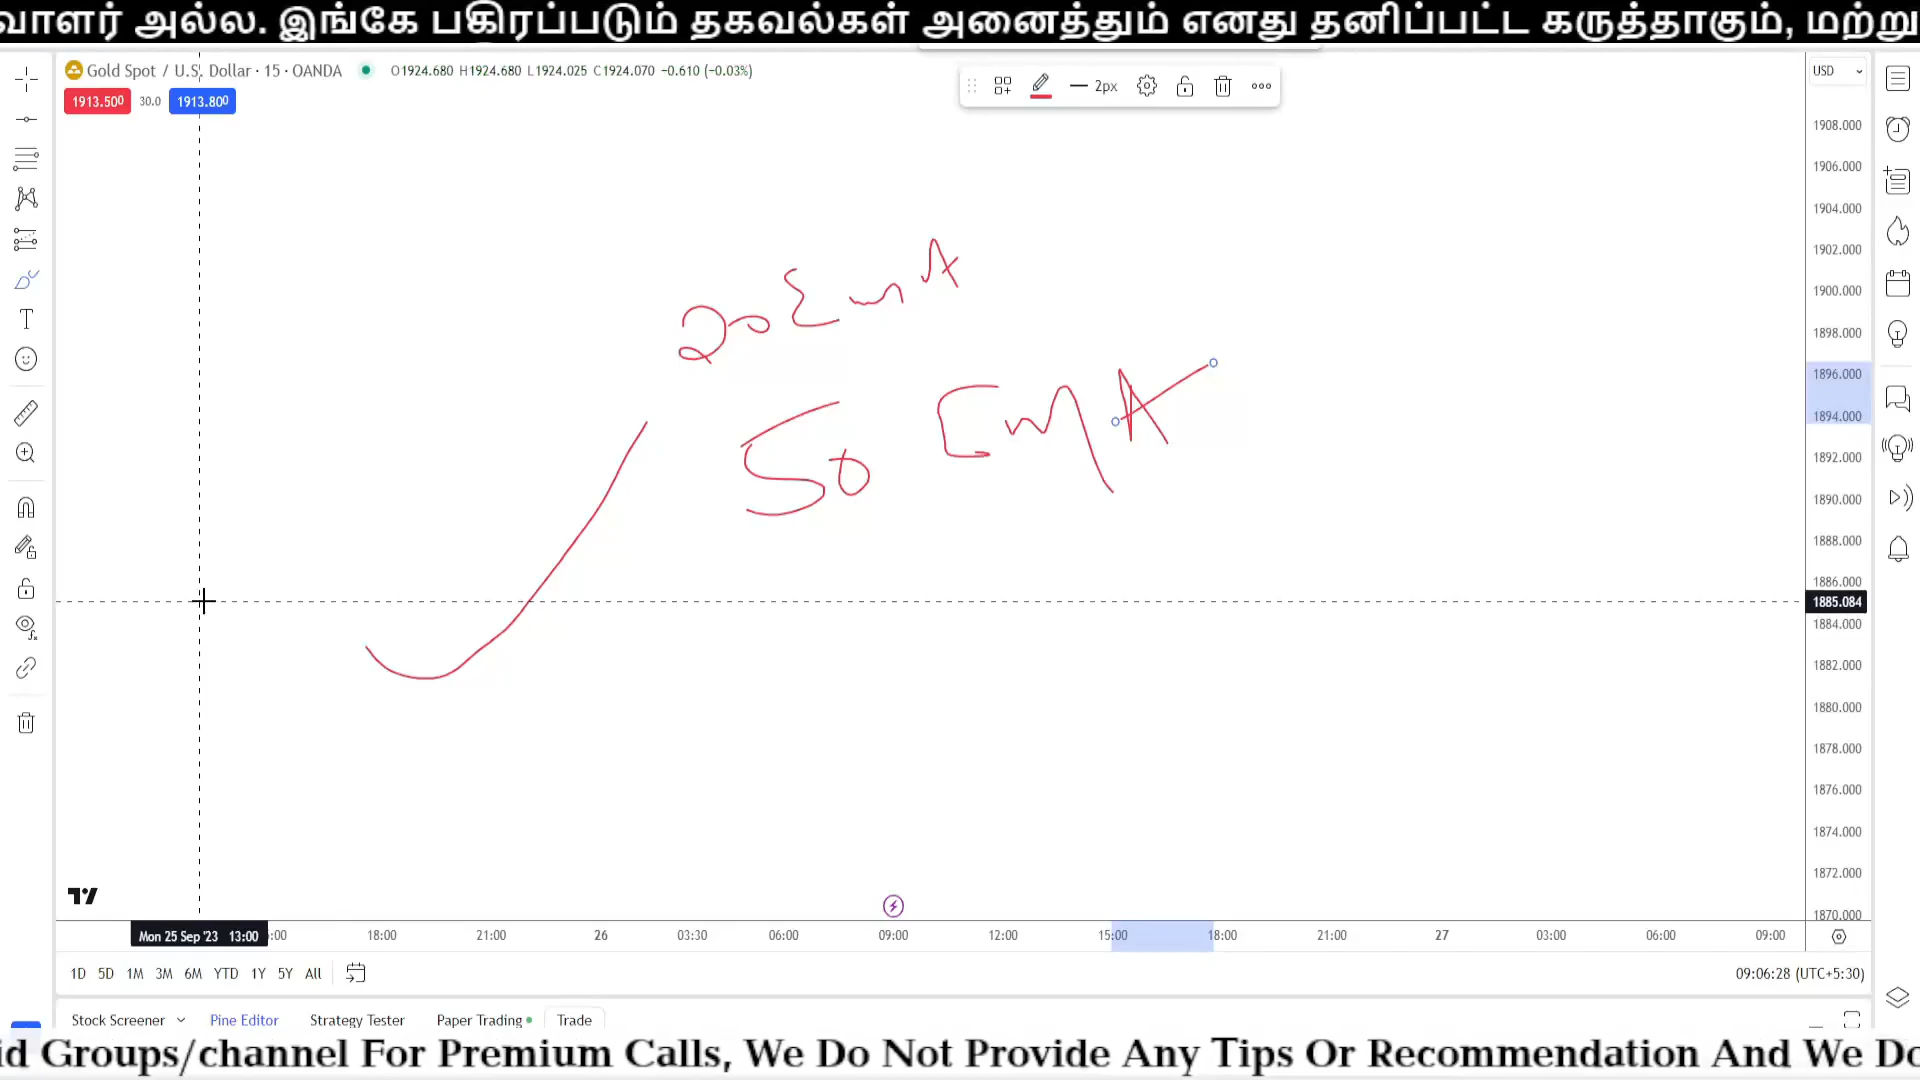 வாளர் அல்ல. இங்கே பகிரப்படும் தகவல்கள் அனைத்தும் எனது தனிப்பட்ட கருத்தாகும், மற்று
Gold Spot / U.S. Dollar · 15 · OANDA O1924.680 H1924.680 L1924.025 C1924.070 −0.610 (−0.03%)
USD
2px
1913.500 30.0 1913.800
1908.000
1906.000
1904.000
1902.000
1900.000
1898.000
1896.000
1894.000
1892.000
1890.000
1888.000
1886.000
1885.084
1884.000
1882.000
1880.000
1878.000
1876.000
1874.000
1872.000
1870.000
20 EmA
50 EMA
Mon 25 Sep '23 13:00 :00 18:00 21:00 26 03:30 06:00 09:00 12:00 15:00 18:00 21:00 27 03:00 06:00 09:00
1D 5D 1M 3M 6M YTD 1Y 5Y All 09:06:28 (UTC+5:30)
Stock Screener Pine Editor Strategy Tester Paper Trading Trade
id Groups/channel For Premium Calls, We Do Not Provide Any Tips Or Recommendation And We Do